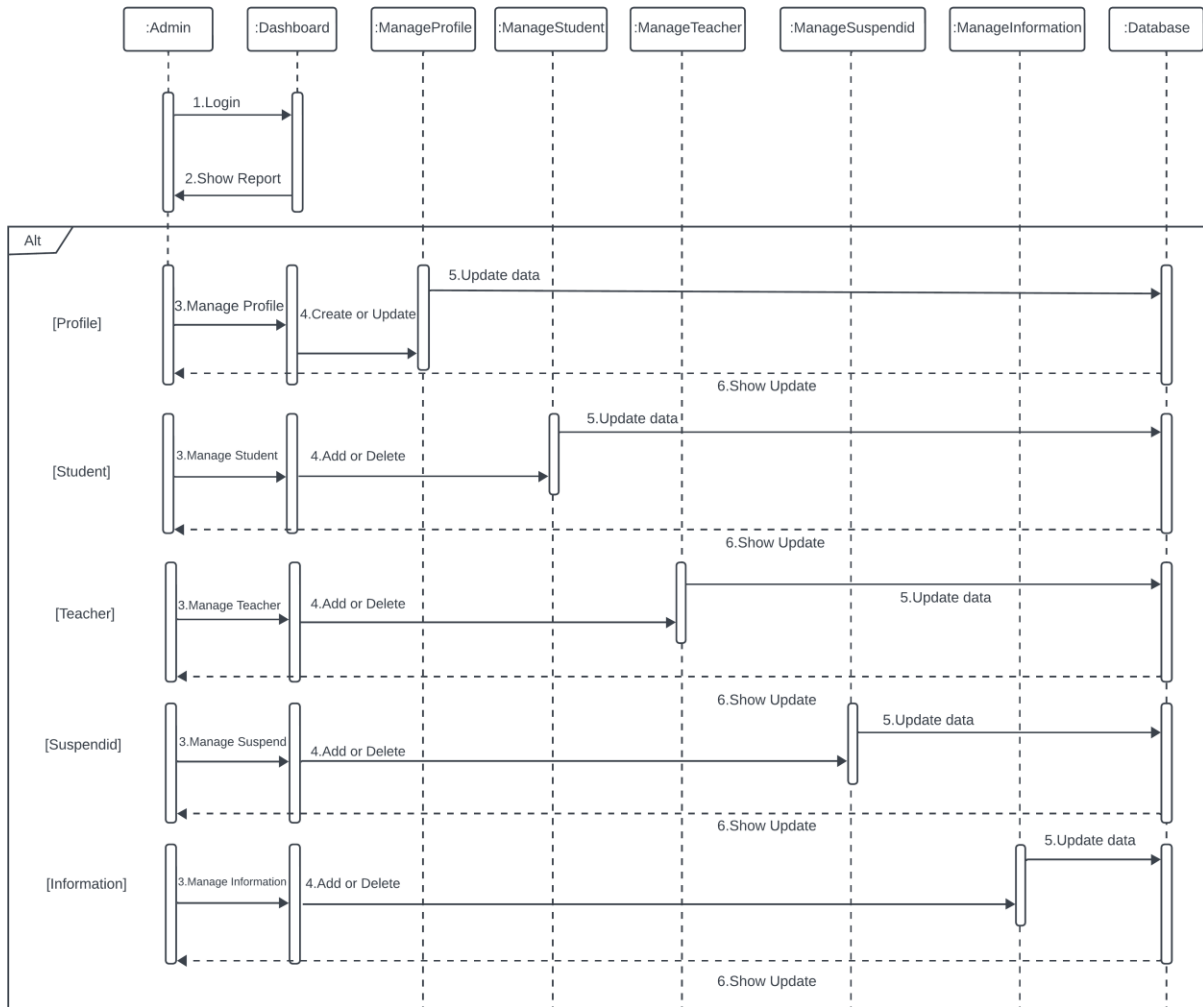 :Admin
:Dashboard
:ManageProfile
:ManageStudent
:ManageTeacher
:ManageSuspendid
:ManageInformation
:Database
1.Login
2.Show Report
Alt
[Profile]
3.Manage Profile
4.Create or Update
5.Update data
6.Show Update
[Student]
3.Manage Student
4.Add or Delete
5.Update data
6.Show Update
[Teacher]
3.Manage Teacher
4.Add or Delete
5.Update data
6.Show Update
[Suspendid]
3.Manage Suspend
4.Add or Delete
5.Update data
6.Show Update
[Information]
3.Manage Information
4.Add or Delete
5.Update data
6.Show Update